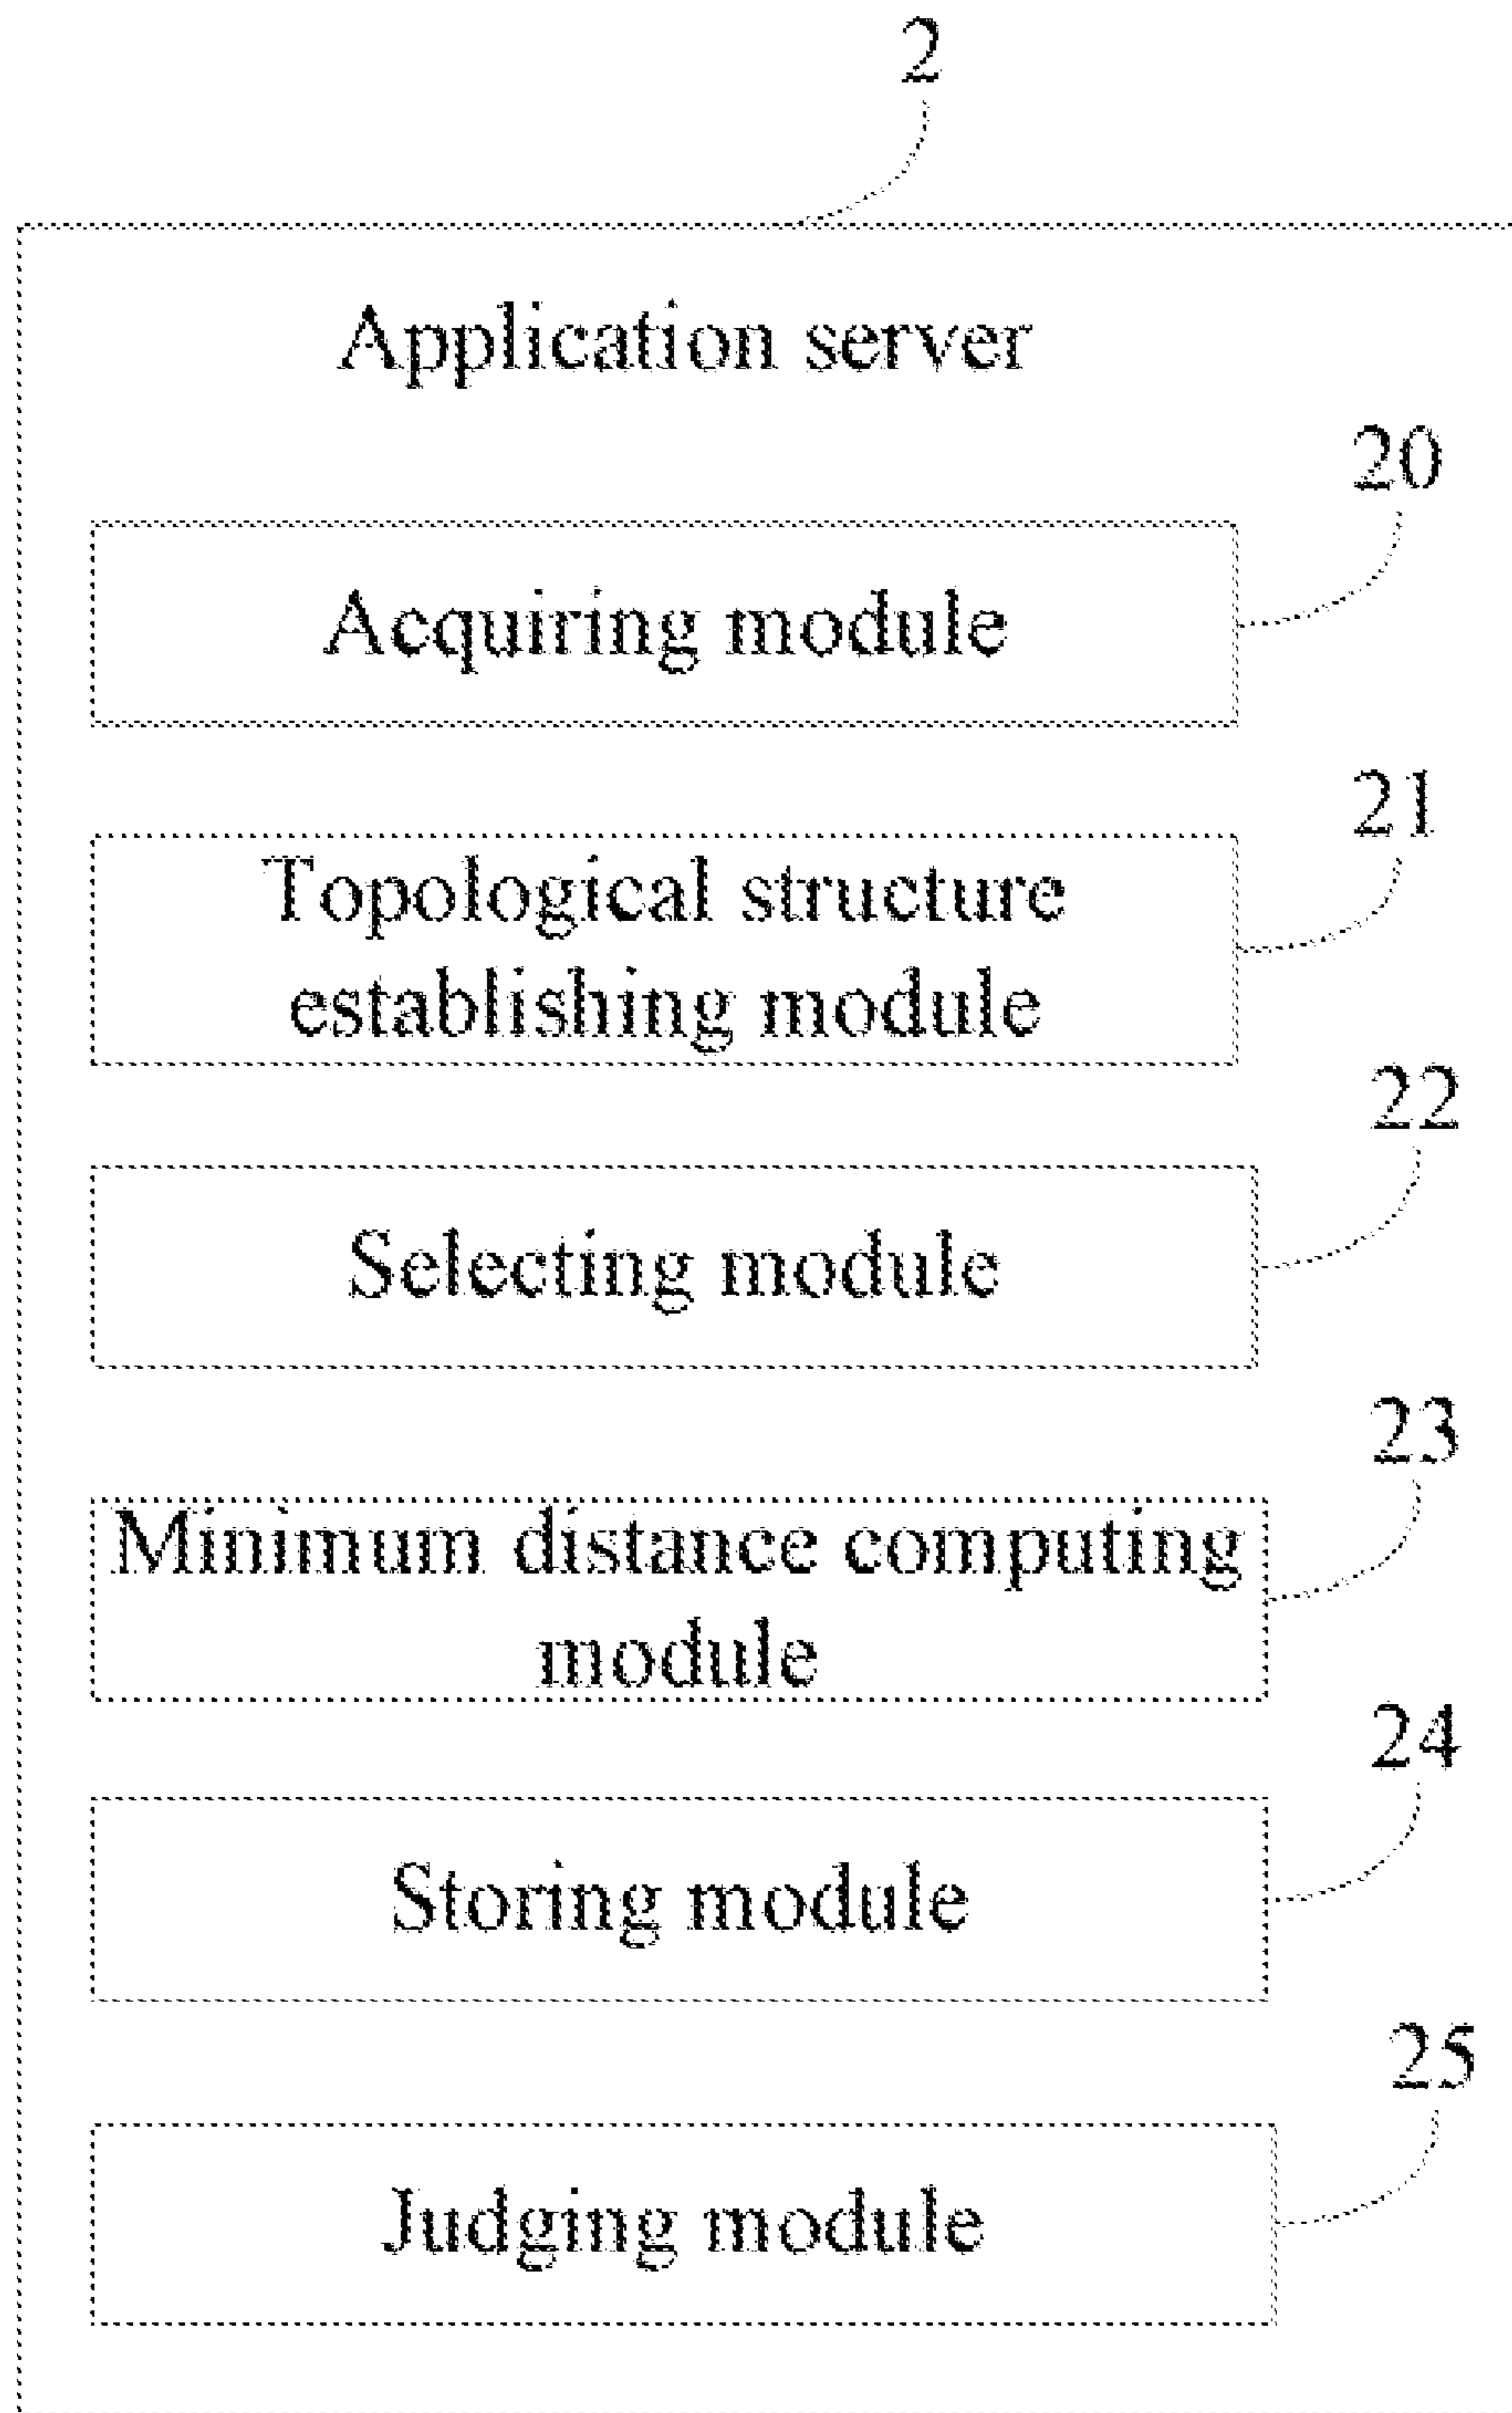 2
Application server
20
Acquiring module
21
Topological structure
establishing module
22
Selecting module
23
Minimum distance computing
module
24
Storing module
25
Judging module